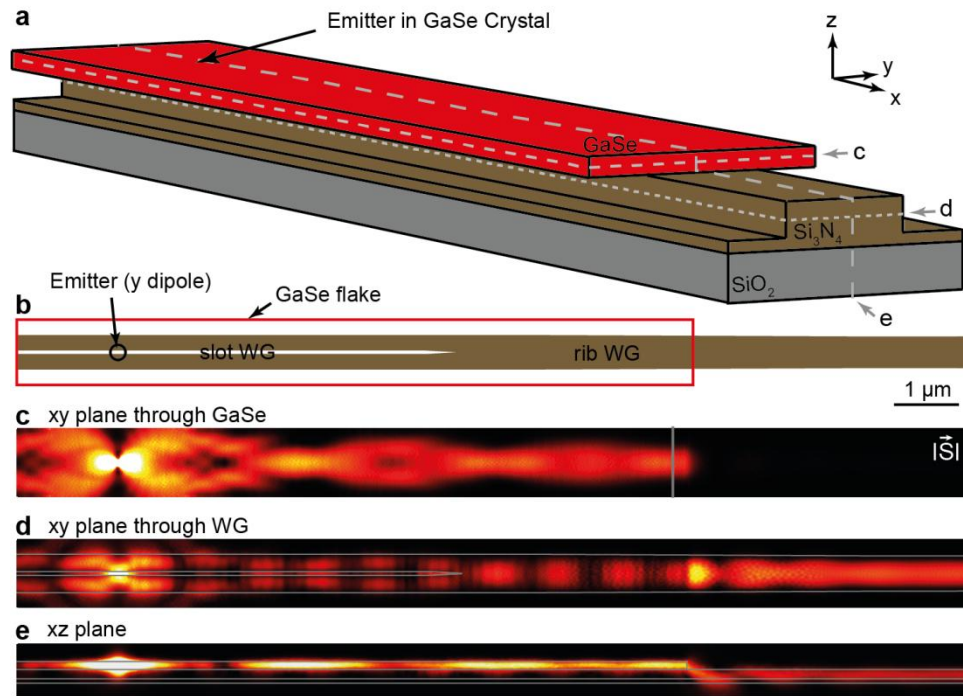 a
Emitter in GaSe Crystal
z
y
x
GaSe
c
d
Si₃N₄
SiO₂
e
Emitter (y dipole)
GaSe flake
b
slot WG
rib WG
1 µm
c xy plane through GaSe
|S⃗|
d xy plane through WG
e xz plane